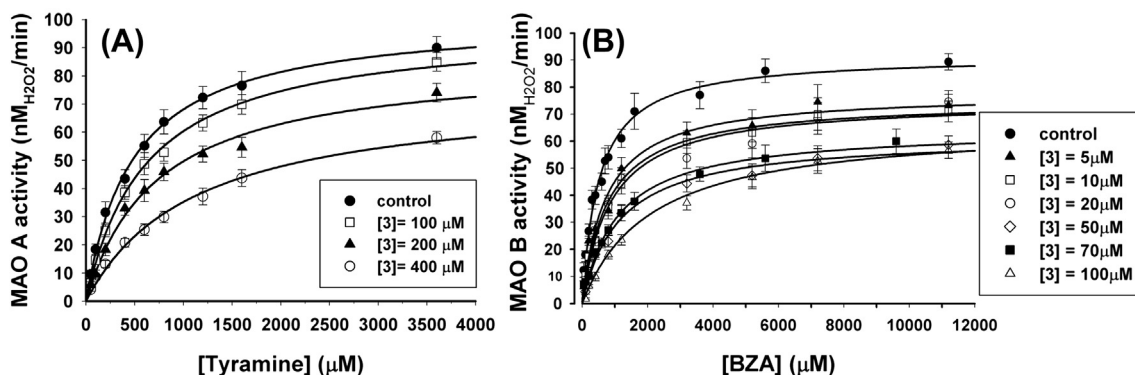 (A)
MAO A activity (nM_H2O2/min)
100
90
80
70
60
50
40
30
20
10
0
0 500 1000 1500 2000 2500 3000 3500 4000
[Tyramine] (μM)
control
[3]= 100 μM
[3]= 200 μM
[3]= 400 μM
(B)
MAO B activity (nM_H2O2/min)
100
90
80
70
60
50
40
30
20
10
0
0 2000 4000 6000 8000 10000 12000
[BZA] (μM)
control
[3] = 5μM
[3] = 10μM
[3] = 20μM
[3] = 50μM
[3] = 70μM
[3] = 100μM